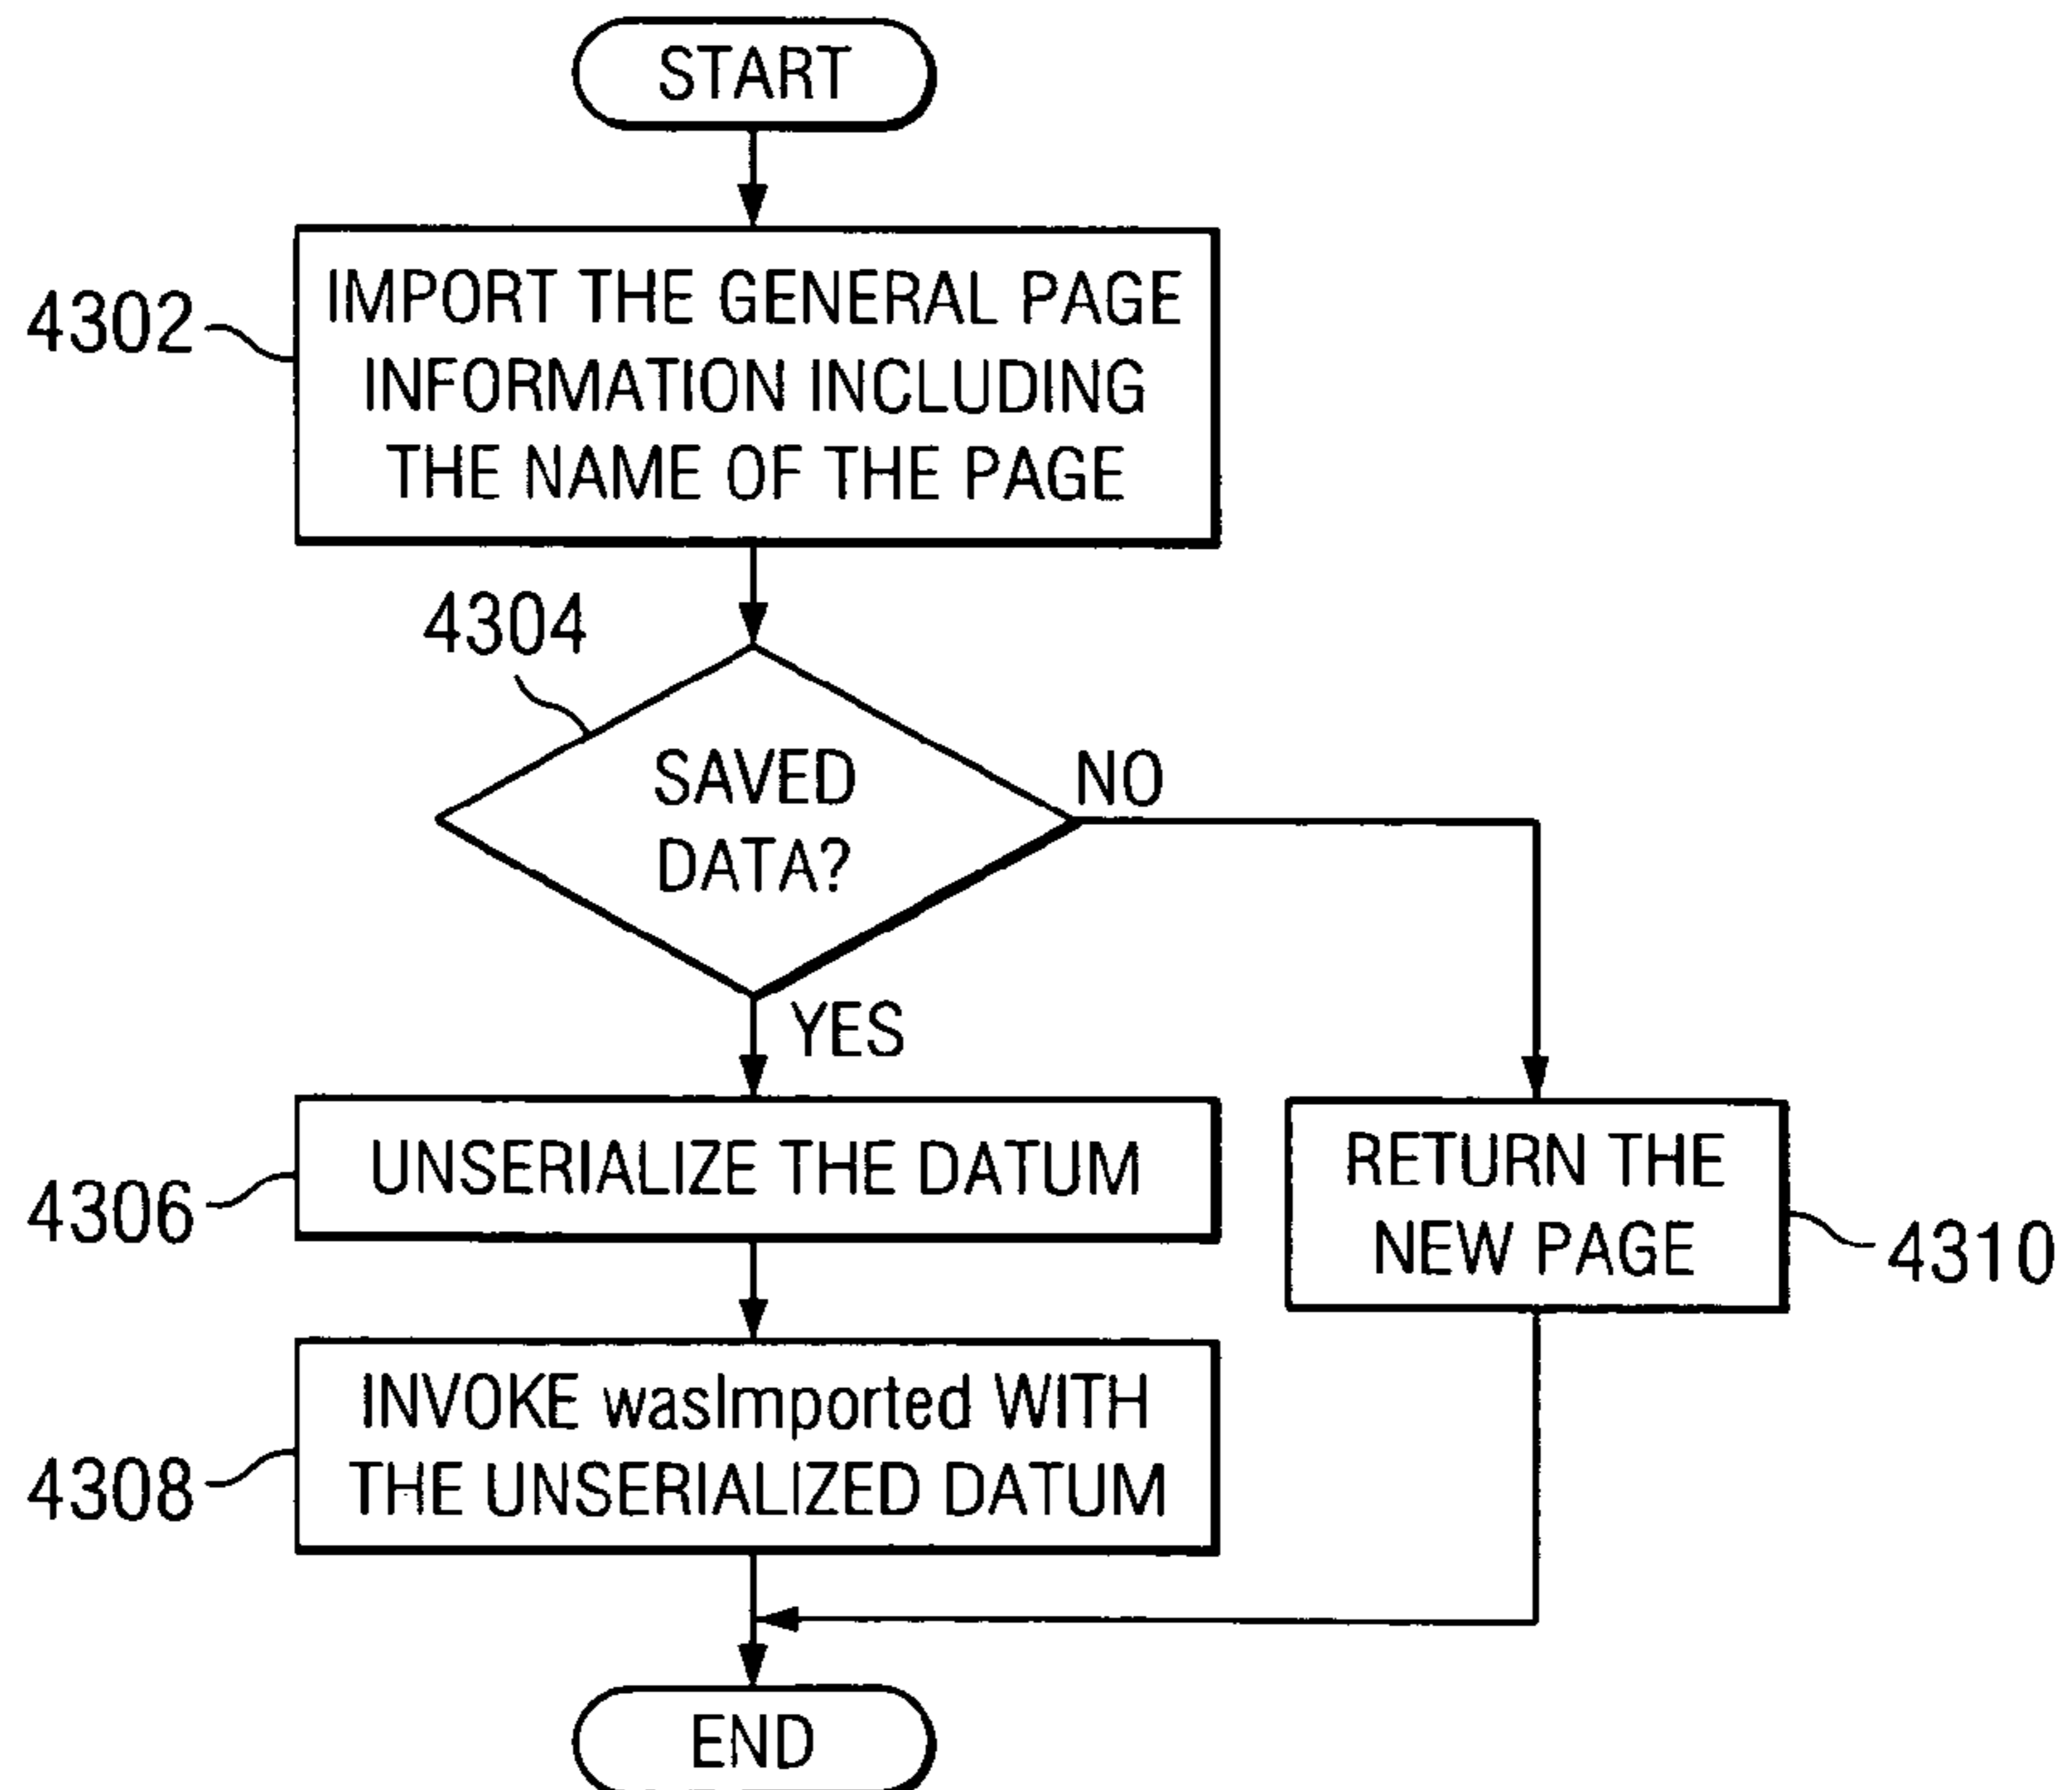 START
4302
IMPORT THE GENERAL PAGE
INFORMATION INCLUDING
THE NAME OF THE PAGE
4304
SAVED
DATA?
NO
YES
4306
UNSERIALIZE THE DATUM
RETURN THE
NEW PAGE
4310
4308
INVOKE wasImported WITH
THE UNSERIALIZED DATUM
END